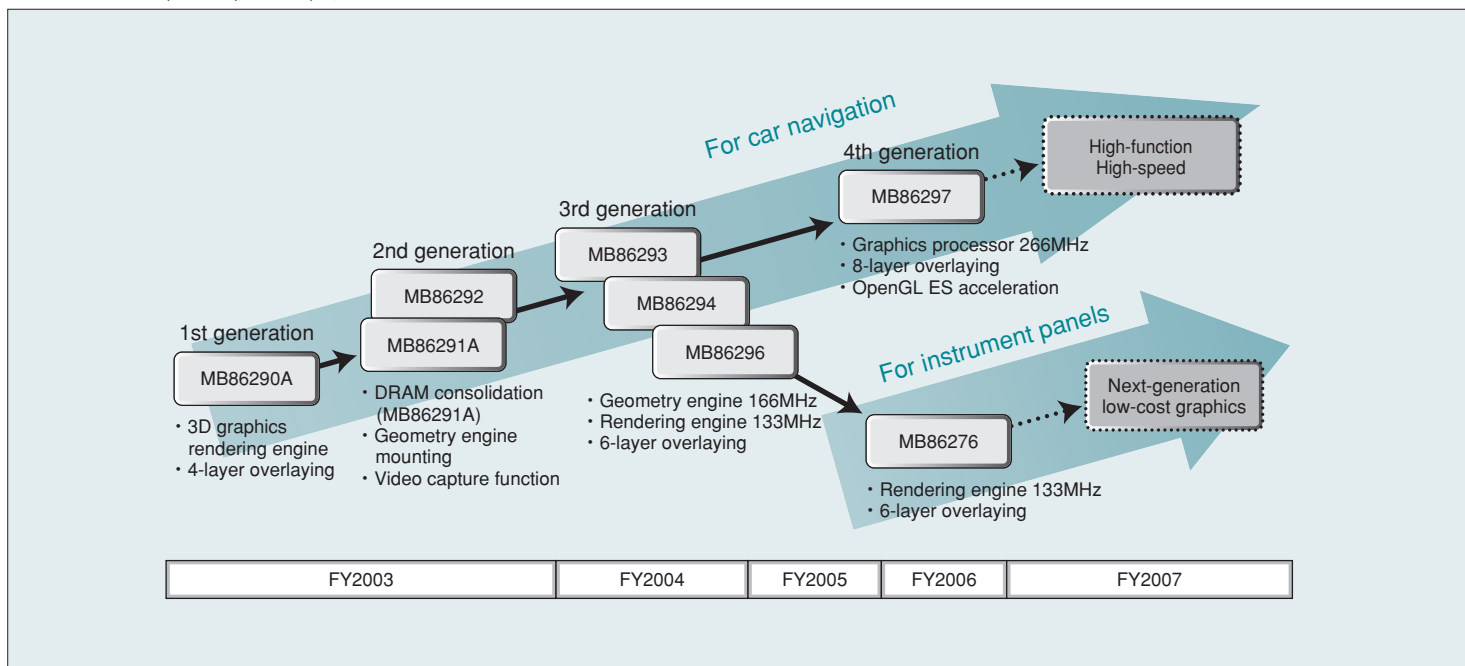 For car navigation
4th generation
High-function
High-speed
MB86297
・Graphics processor 266MHz
・8-layer overlaying
・OpenGL ES acceleration
3rd generation
MB86293
MB86294
MB86296
・Geometry engine 166MHz
・Rendering engine 133MHz
・6-layer overlaying
2nd generation
MB86292
MB86291A
・DRAM consolidation
(MB86291A)
・Geometry engine
mounting
・Video capture function
1st generation
MB86290A
・3D graphics
rendering engine
・4-layer overlaying
For instrument panels
Next-generation
low-cost graphics
MB86276
・Rendering engine 133MHz
・6-layer overlaying
FY2003
FY2004
FY2005
FY2006
FY2007